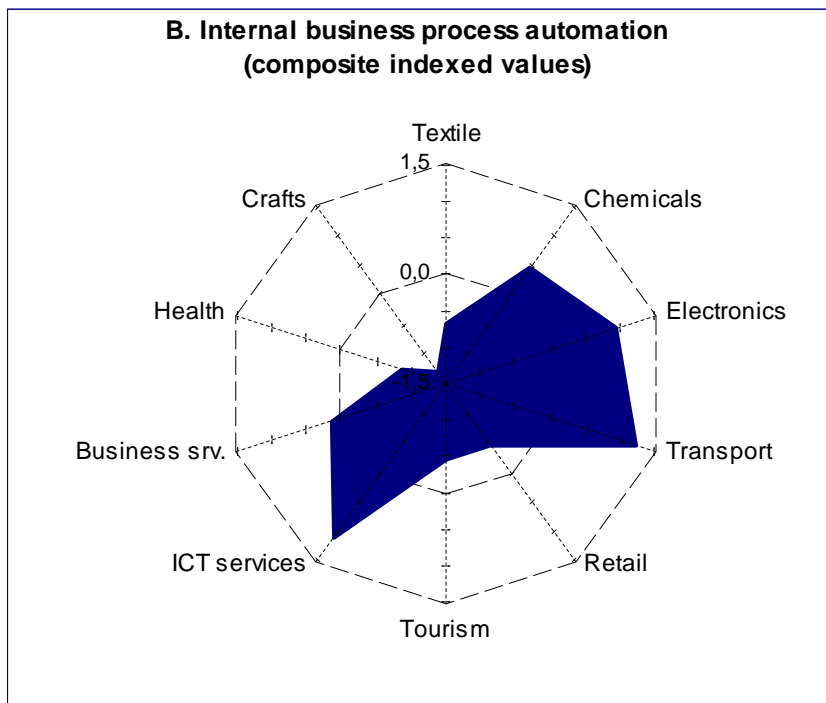 B. Internal business process automation
(composite indexed values)
Textile
1,5
Crafts
Chemicals
0,0
Health
Electronics
-1,5
Business srv.
Transport
ICT services
Retail
Tourism